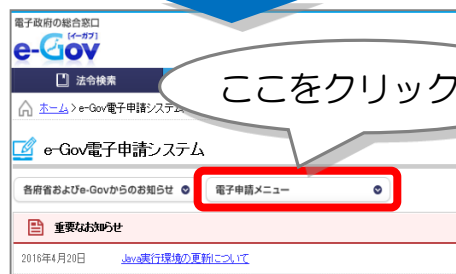 電子政府の総合窓口
[イーガブ]
e-Gov
法令検索
ここをクリック
ホーム > e-Gov電子申請システム
e-Gov電子申請システム
各府省およびe-Govからのお知らせ
電子申請メニュー
重要なお知らせ
2016年4月20日 Java実行環境の更新について